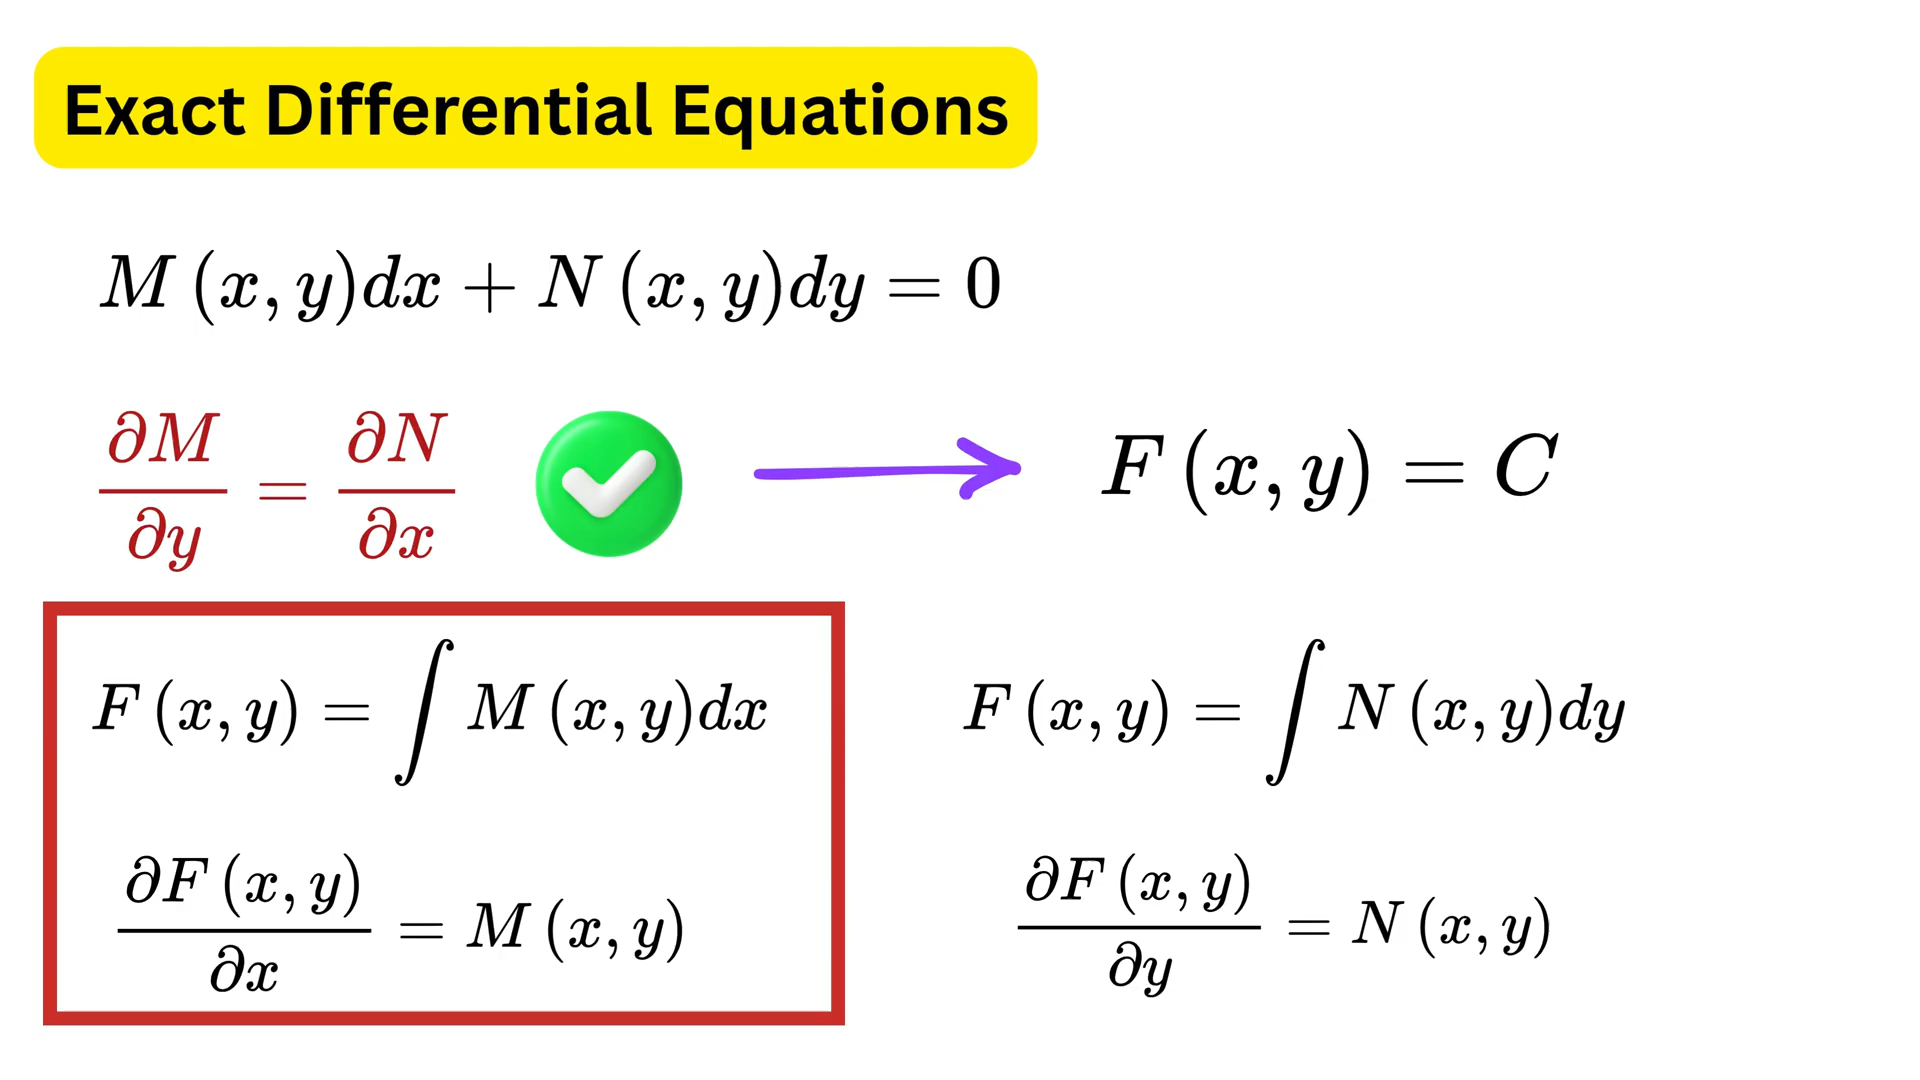 Exact Differential Equations
M (x, y)dx + N (x, y)dy = 0
∂M/∂y = ∂N/∂x
F (x, y) = C
F (x, y) = ∫ M (x, y)dx
F (x, y) = ∫ N (x, y)dy
∂F (x, y)/∂x = M (x, y)
∂F (x, y)/∂y = N (x, y)